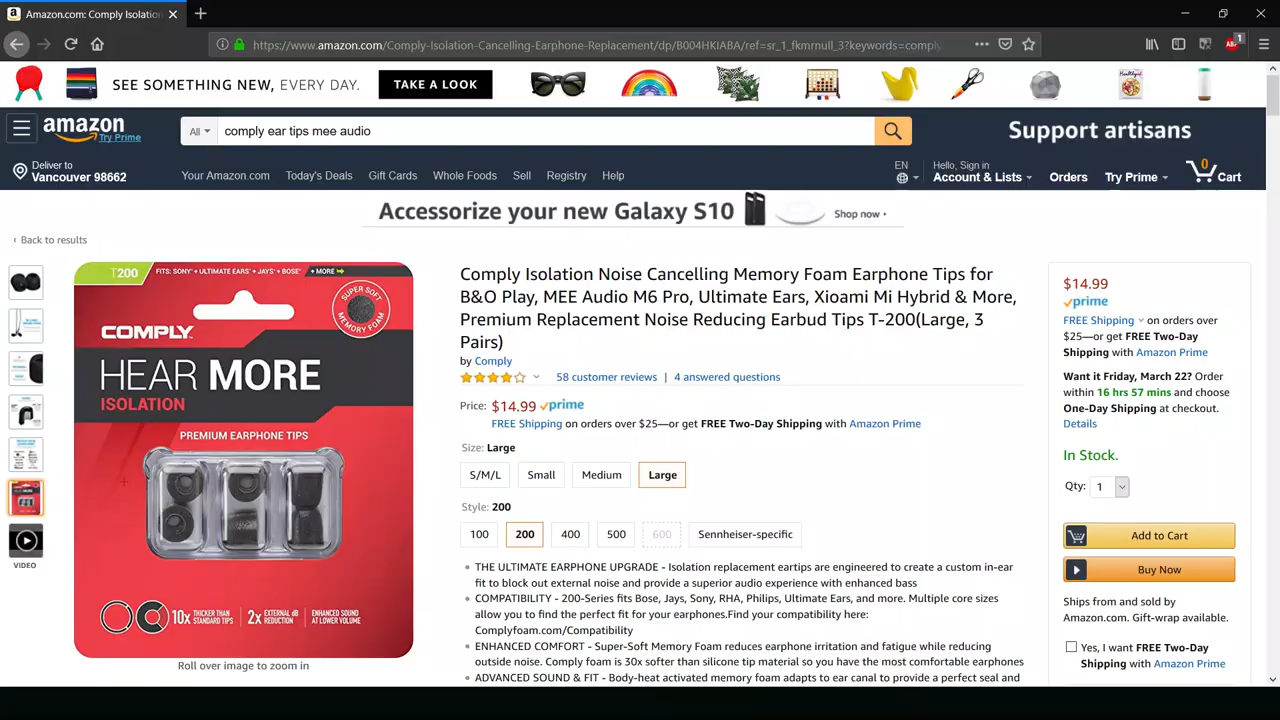 Amazon.com: Comply Isolation
https://www.amazon.com/Comply-Isolation-Cancelling-Earphone-Replacement/dp/B004HKIABA/ref=sr_1_fkmrnull_3?keywords=comply
ABP
1
SEE SOMETHING NEW, EVERY DAY.
TAKE A LOOK
amazon
Try Prime
All
comply ear tips mee audio
Support artisans
Deliver to
Vancouver 98662
Your Amazon.com
Today's Deals
Gift Cards
Whole Foods
Sell
Registry
Help
EN
Hello, Sign in
Account & Lists
Orders
Try Prime
0
Cart
Accessorize your new Galaxy S10
Shop now
‹ Back to results
T200
FITS: SONY + ULTIMATE EARS + JAYS + BOSE
+ MORE
SUPER SOFT
MEMORY FOAM
COMPLY
HEAR MORE
ISOLATION
PREMIUM EARPHONE TIPS
10x THICKER THAN
STANDARD TIPS
2x EXTERNAL dB
REDUCTION
ENHANCED SOUND
AT LOWER VOLUME
VIDEO
Roll over image to zoom in
Comply Isolation Noise Cancelling Memory Foam Earphone Tips for
B&O Play, MEE Audio M6 Pro, Ultimate Ears, Xioami Mi Hybrid & More,
Premium Replacement Noise Reducing Earbud Tips T-200(Large, 3
Pairs)
by Comply
58 customer reviews | 4 answered questions
Price: $14.99 prime
FREE Shipping on orders over $25—or get FREE Two-Day Shipping with Amazon Prime
Size: Large
S/M/L
Small
Medium
Large
Style: 200
100
200
400
500
600
Sennheiser-specific
THE ULTIMATE EARPHONE UPGRADE - Isolation replacement eartips are engineered to create a custom in-ear
fit to block out external noise and provide a superior audio experience with enhanced bass
COMPATIBILITY - 200-Series fits Bose, Jays, Sony, RHA, Philips, Ultimate Ears, and more. Multiple core sizes
allow you to find the perfect fit for your earphones.Find your compatibility here:
Complyfoam.com/Compatibility
ENHANCED COMFORT - Super-Soft Memory Foam reduces earphone irritation and fatigue while reducing
outside noise. Comply foam is 30x softer than silicone tip material so you have the most comfortable earphones
ADVANCED SOUND & FIT - Body-heat activated memory foam adapts to ear canal to provide a perfect seal and
$14.99
prime
FREE Shipping on orders over
$25—or get FREE Two-Day
Shipping with Amazon Prime
Want it Friday, March 22? Order
within 16 hrs 57 mins and choose
One-Day Shipping at checkout.
Details
In Stock.
Qty: 1
Add to Cart
Buy Now
Ships from and sold by
Amazon.com. Gift-wrap available.
Yes, I want FREE Two-Day
Shipping with Amazon Prime